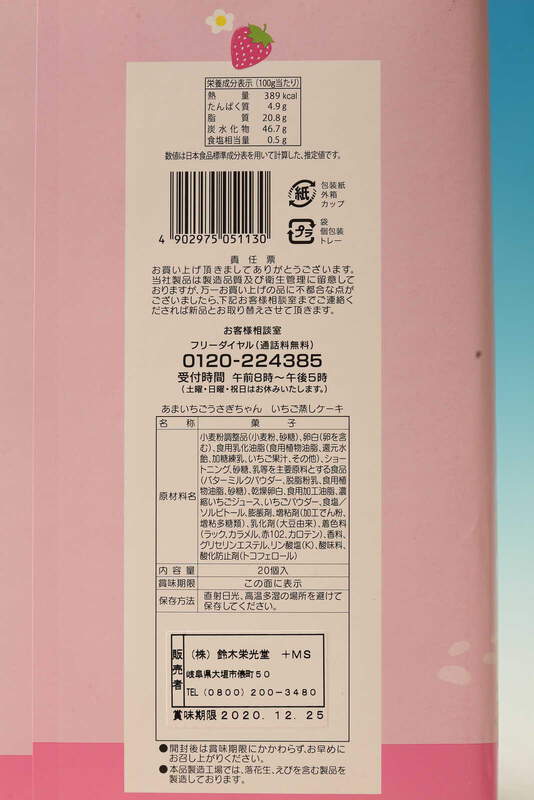 栄養成分表示(100g当たり)
熱量 389kcal
たんぱく質 4.9g
脂質 20.8g
炭水化物 46.7g
食塩相当量 0.5g
数値は日本食品標準成分表を用いて計算した、推定値です。
4 902975 051130
紙
包装紙
外箱
カップ
プラ
袋
個包装
トレー
責任票
お買い上げ頂きましてありがとうございます。
当社製品は製造品質及び衛生管理に留意して
おりますが、万一お買い上げの品に不都合な点が
ございましたら、下記お客様相談室までご連絡く
だされば新品とお取り替えさせて頂きます。
お客様相談室
フリーダイヤル(通話料無料)
0120-224385
受付時間 午前8時〜午後5時
(土曜・日曜・祝日はお休みいたします。)
あまいちごうさぎちゃん いちご蒸しケーキ
名称 菓子
原材料名
小麦粉調整品(小麦粉、砂糖)、卵白(卵を含
む)、食用乳化油脂(食用植物油脂、還元水
飴、加糖練乳、いちご果汁、その他)、ショー
トニング、砂糖、乳等を主要原料とする食品
(バターミルクパウダー、脱脂粉乳、食用植
物油脂、砂糖)、乾燥卵白、食用加工油脂、濃
縮いちごジュース、いちごパウダー、食塩/
ソルビトール、膨脹剤、増粘剤(加工でん粉、
増粘多糖類)、乳化剤(大豆由来)、着色料
(ラック、カラメル、赤102、カロテン)、香料、
グリセリンエステル、リン酸塩(K)、酸味料、
酸化防止剤(トコフェロール)
内容量 20個入
賞味期限 この面に表示
保存方法 直射日光、高温多湿の場所を避けて
保存してください。
販売者
(株) 鈴木栄光堂 +MS
岐阜県大垣市俵町50
TEL (0800) 200-3480
賞味期限 2020.12.25
●開封後は賞味期限にかかわらず、お早めに
お召し上がりください。
●本品製造工場では、落花生、えびを含む製品を
製造しております。